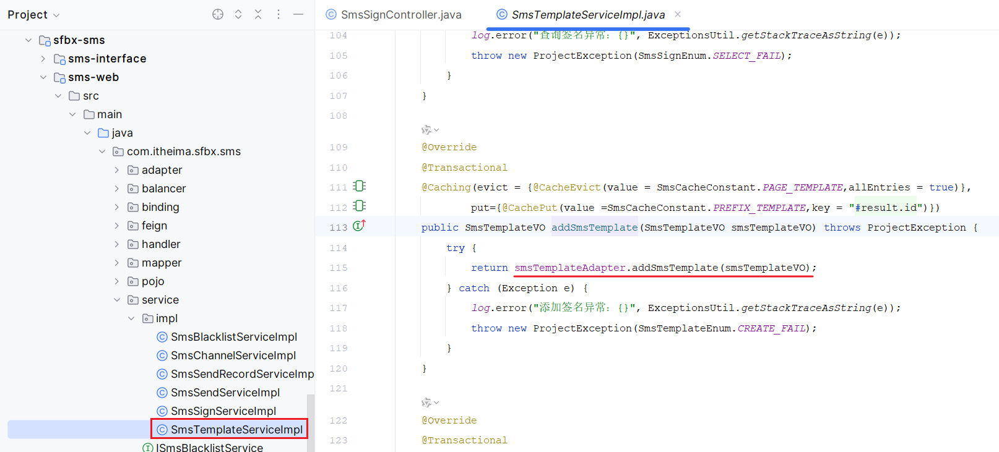 Project
sfbx-sms
sms-interface
sms-web
src
main
java
com.itheima.sfbx.sms
adapter
balancer
binding
feign
handler
mapper
pojo
service
impl
SmsBlacklistServiceImpl
SmsChannelServiceImpl
SmsSendRecordServiceImp
SmsSendServiceImpl
SmsSignServiceImpl
SmsTemplateServiceImpl
ISmsBlacklistService
SmsSignController.java
SmsTemplateServiceImpl.java
104 log.error("查询签名异常：{}", ExceptionsUtil.getStackTraceAsString(e));
105 throw new ProjectException(SmsSignEnum.SELECT_FAIL);
106 }
107 }
108
109 @Override
110 @Transactional
111 @Caching(evict = {@CacheEvict(value = SmsCacheConstant.PAGE_TEMPLATE,allEntries = true)},
112 put={@CachePut(value =SmsCacheConstant.PREFIX_TEMPLATE,key = "#result.id")})
113 public SmsTemplateVO addSmsTemplate(SmsTemplateVO smsTemplateVO) throws ProjectException {
114 try {
115 return smsTemplateAdapter.addSmsTemplate(smsTemplateVO);
116 } catch (Exception e) {
117 log.error("添加签名异常：{}", ExceptionsUtil.getStackTraceAsString(e));
118 throw new ProjectException(SmsTemplateEnum.CREATE_FAIL);
119 }
120 }
121
122 @Override
123 @Transactional